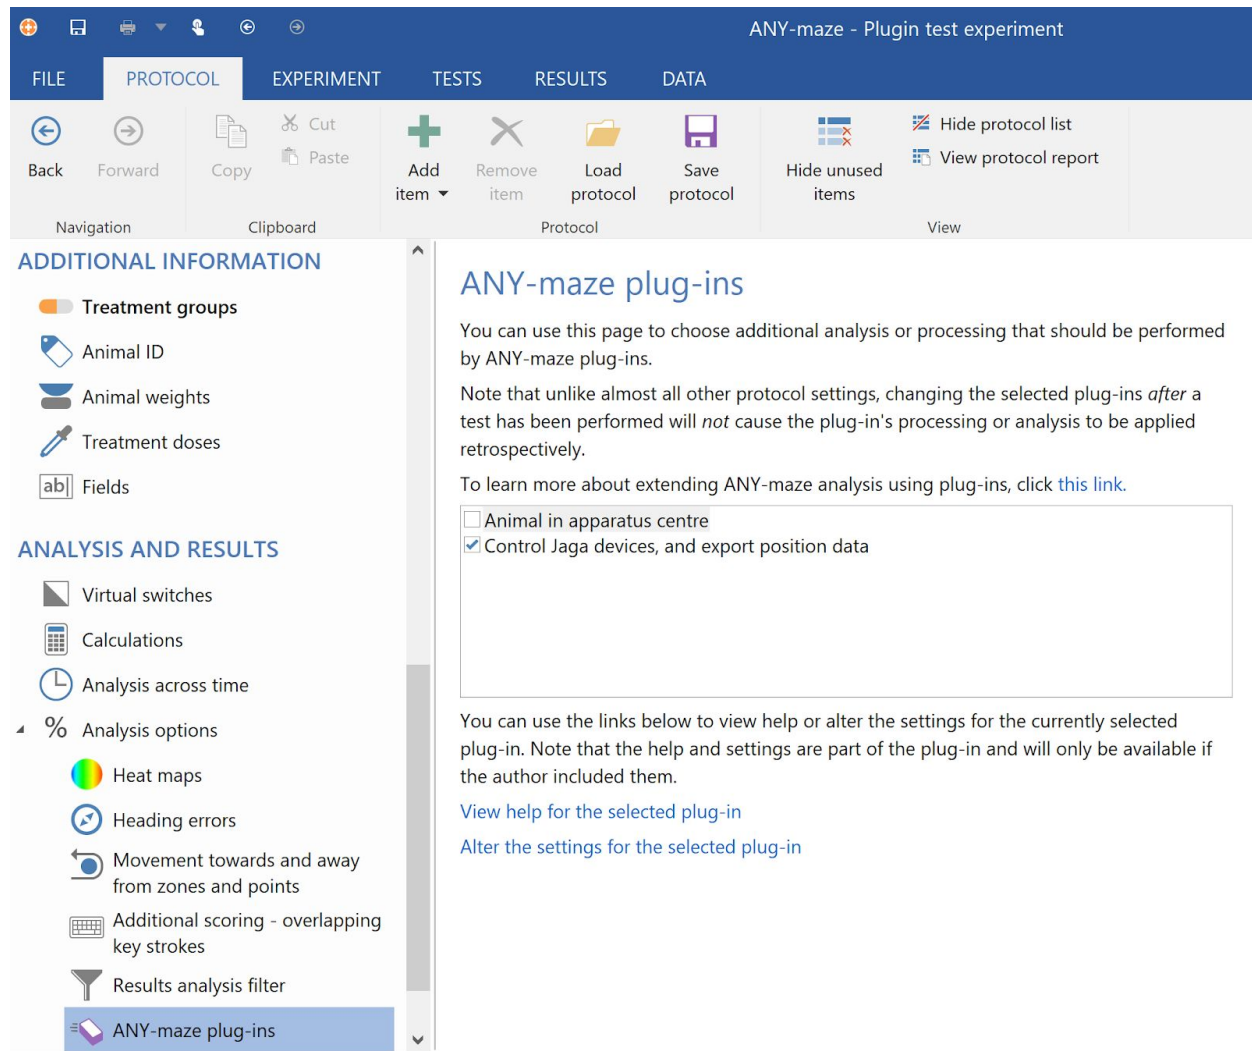 ANY-maze - Plugin test experiment
FILE PROTOCOL EXPERIMENT TESTS RESULTS DATA
Back
Forward
Navigation
Copy
Cut
Paste
Clipboard
Add
item
Remove
item
Load
protocol
Save
protocol
Protocol
Hide unused
items
Hide protocol list
View protocol report
View
ADDITIONAL INFORMATION
Treatment groups
Animal ID
Animal weights
Treatment doses
ab| Fields
ANALYSIS AND RESULTS
Virtual switches
Calculations
Analysis across time
% Analysis options
Heat maps
Heading errors
Movement towards and away
from zones and points
Additional scoring - overlapping
key strokes
Results analysis filter
ANY-maze plug-ins
ANY-maze plug-ins
You can use this page to choose additional analysis or processing that should be performed
by ANY-maze plug-ins.
Note that unlike almost all other protocol settings, changing the selected plug-ins after a
test has been performed will not cause the plug-in's processing or analysis to be applied
retrospectively.
To learn more about extending ANY-maze analysis using plug-ins, click this link.
Animal in apparatus centre
Control Jaga devices, and export position data
You can use the links below to view help or alter the settings for the currently selected
plug-in. Note that the help and settings are part of the plug-in and will only be available if
the author included them.
View help for the selected plug-in
Alter the settings for the selected plug-in